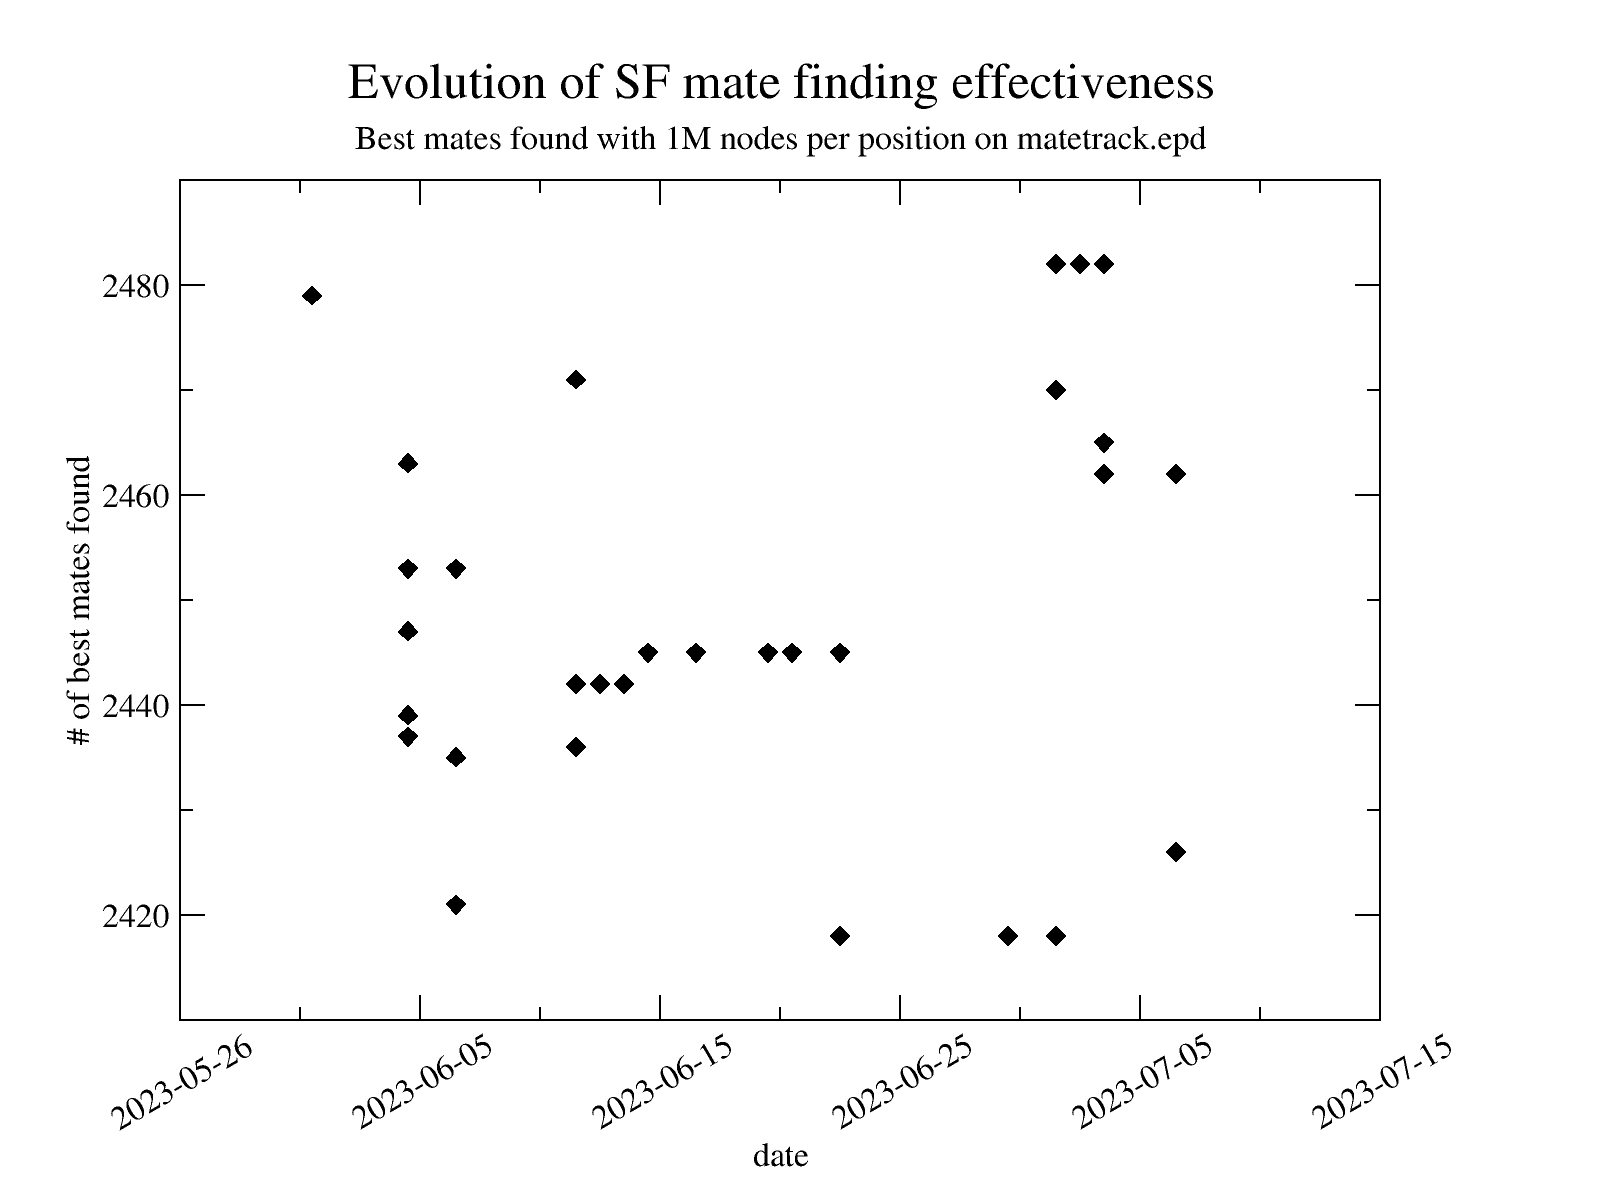 Evolution of SF mate finding effectiveness
Best mates found with 1M nodes per position on matetrack.epd
# of best mates found
2480
2460
2440
2420
2023-05-26
2023-06-05
2023-06-15
2023-06-25
2023-07-05
2023-07-15
date